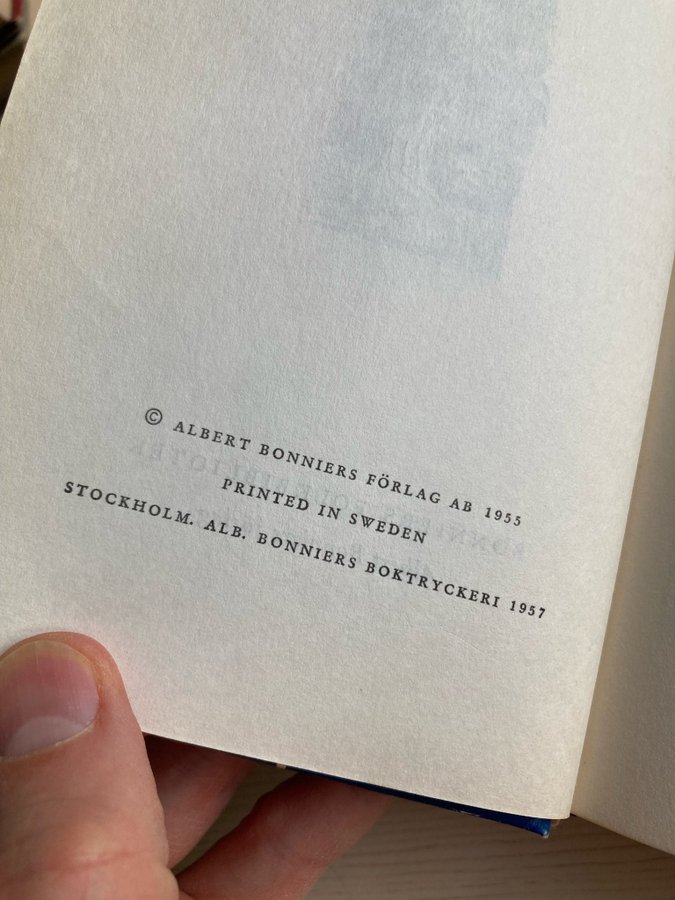 © ALBERT BONNIERS FÖRLAG AB 1955
PRINTED IN SWEDEN
STOCKHOLM. ALB. BONNIERS BOKTRYCKERI 1957